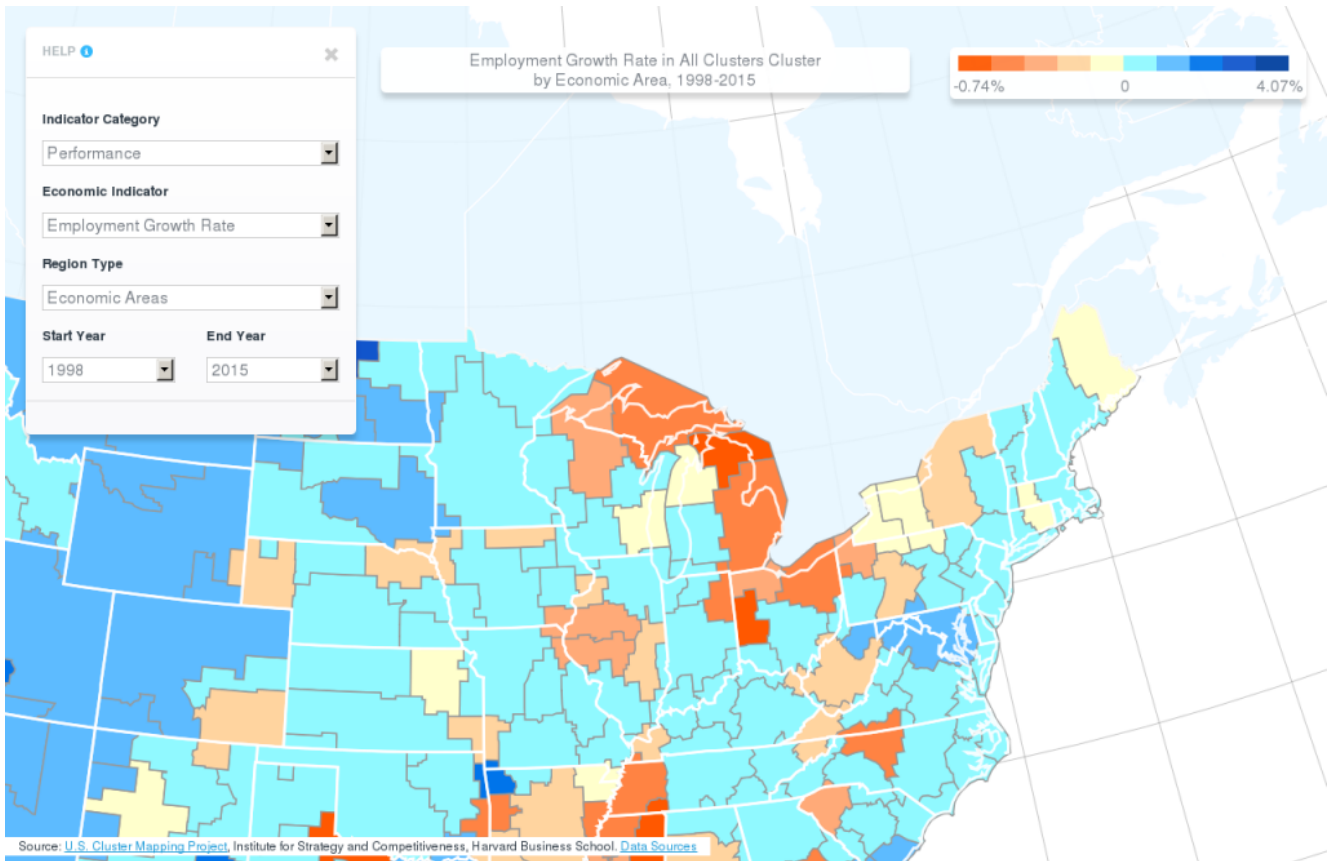 HELP
Employment Growth Rate in All Clusters Cluster
by Economic Area, 1998-2015
-0.74% 0 4.07%
Indicator Category
Performance
Economic Indicator
Employment Growth Rate
Region Type
Economic Areas
Start Year End Year
1998 2015
Source: U.S. Cluster Mapping Project, Institute for Strategy and Competitiveness, Harvard Business School. Data Sources